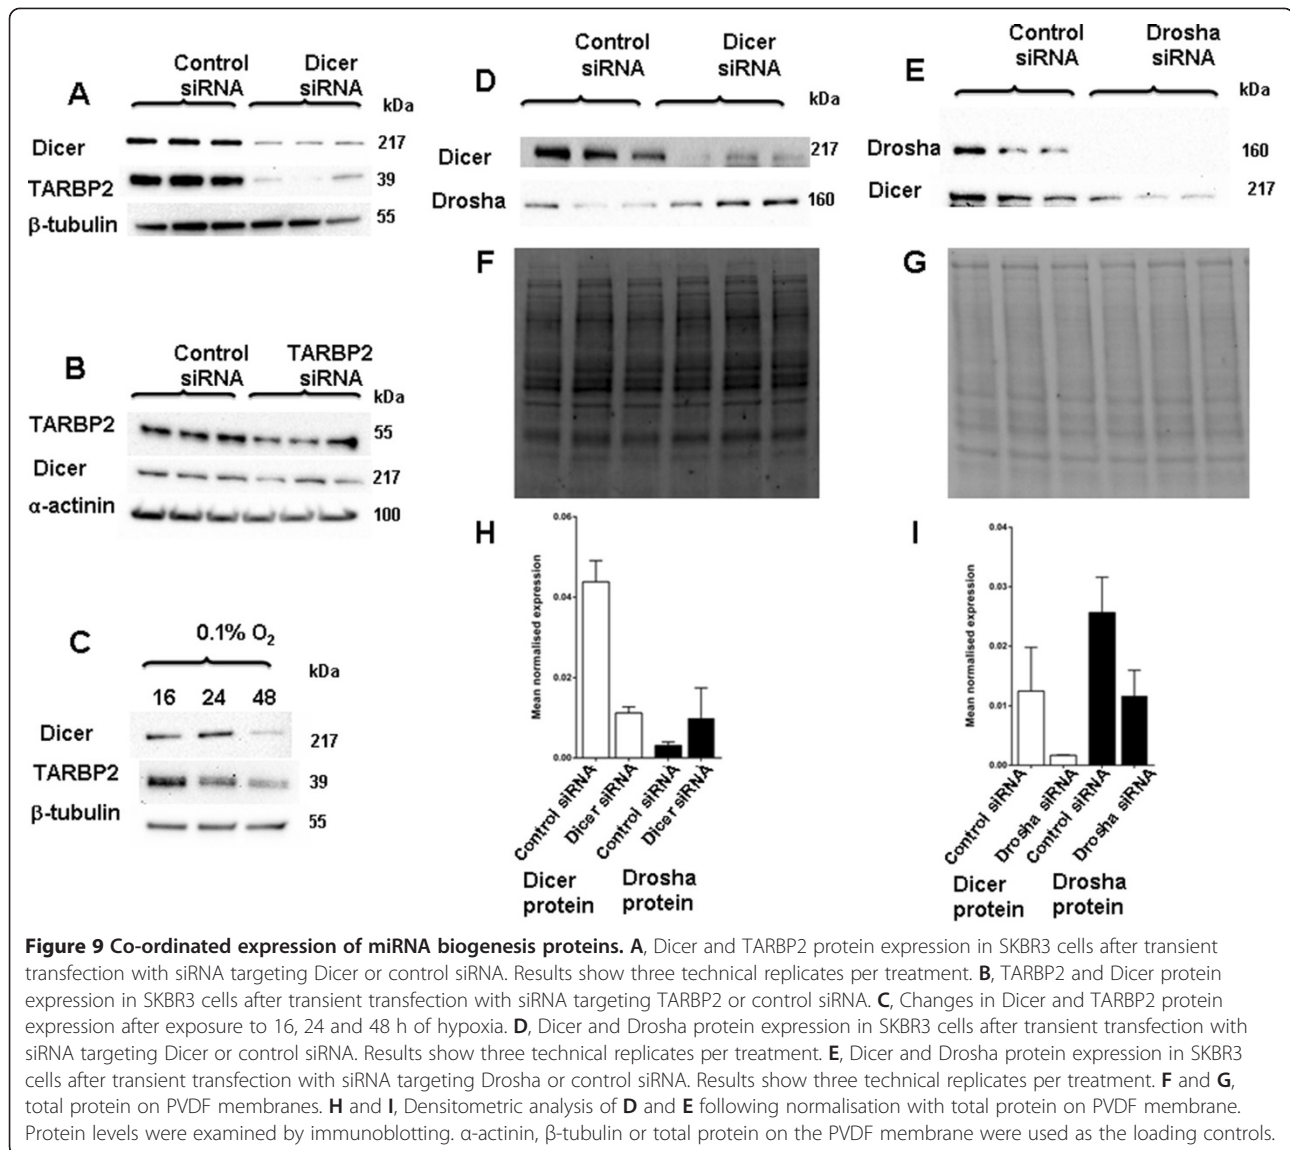 A
Control siRNA
Dicer siRNA
kDa
Dicer
217
TARBP2
39
β-tubulin
55
B
Control siRNA
TARBP2 siRNA
kDa
TARBP2
55
Dicer
217
α-actinin
100
C
0.1% O2
kDa
16 24 48
Dicer
217
TARBP2
39
β-tubulin
55
D
Control siRNA
Dicer siRNA
kDa
Dicer
217
Drosha
160
E
Control siRNA
Drosha siRNA
kDa
Drosha
160
Dicer
217
F
G
H
Mean normalised expression
0.06
0.04
0.02
0.00
Control siRNA
Dicer siRNA
Control siRNA
Dicer siRNA
Dicer protein
Drosha protein
I
Mean normalised expression
0.04
0.03
0.02
0.01
0.00
Control siRNA
Drosha siRNA
Control siRNA
Drosha siRNA
Dicer protein
Drosha protein
Figure 9 Co-ordinated expression of miRNA biogenesis proteins. A, Dicer and TARBP2 protein expression in SKBR3 cells after transient
transfection with siRNA targeting Dicer or control siRNA. Results show three technical replicates per treatment. B, TARBP2 and Dicer protein
expression in SKBR3 cells after transient transfection with siRNA targeting TARBP2 or control siRNA. C, Changes in Dicer and TARBP2 protein
expression after exposure to 16, 24 and 48 h of hypoxia. D, Dicer and Drosha protein expression in SKBR3 cells after transient transfection with
siRNA targeting Dicer or control siRNA. Results show three technical replicates per treatment. E, Dicer and Drosha protein expression in SKBR3
cells after transient transfection with siRNA targeting Drosha or control siRNA. Results show three technical replicates per treatment. F and G,
total protein on PVDF membranes. H and I, Densitometric analysis of D and E following normalisation with total protein on PVDF membrane.
Protein levels were examined by immunoblotting. α-actinin, β-tubulin or total protein on the PVDF membrane were used as the loading controls.